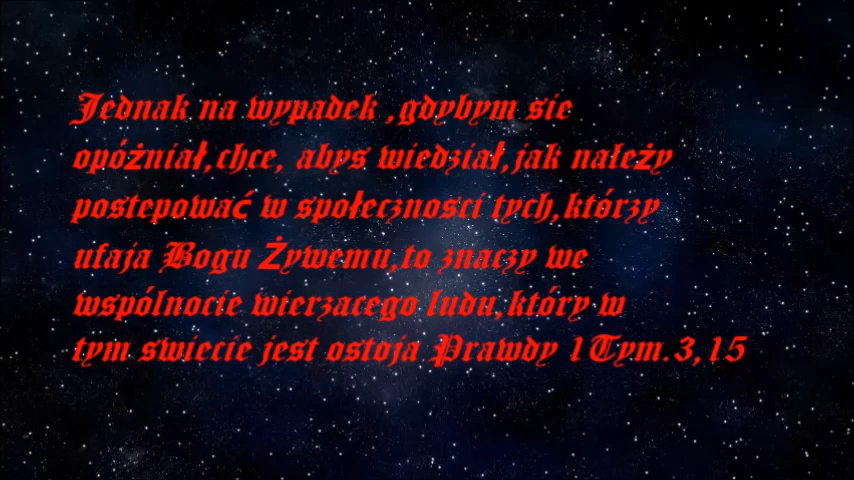 Jednak na wypadek ,gdybym sie
opóżniał,chce, abys wiedział,jak należy
postepować w społecznosci tych,którzy
ufaja Bogu Żywemu,to znaczy we
wspólnocie wierzacego ludu,który w
tym swiecie jest ostoja Prawdy 1Tym.3,15